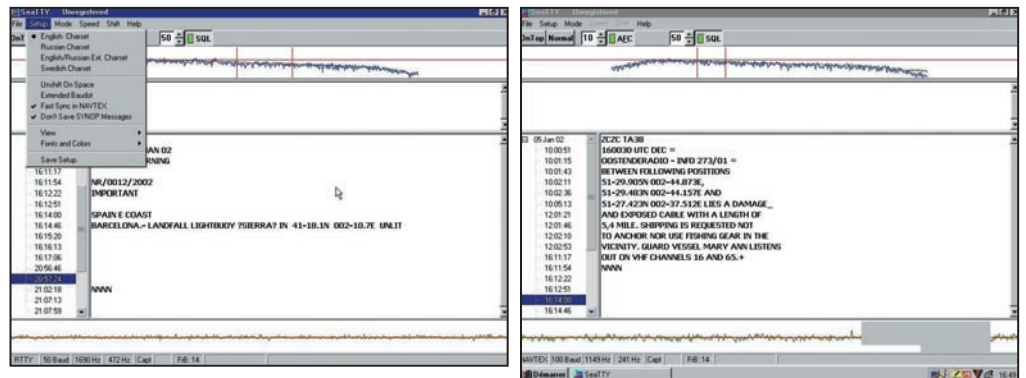 SeaTTY Unregistered
File Setup Mode Speed Shift Help
English Charset
Russian Charset
English/Russian Ext. Charset
Swedish Charset
Unshift On Space
Extended Baudot
Fast Sync in NAVTEX
Don't Save SYNOP Messages
View
Fonts and Colors
Save Setup
50 SQL
AN 02
RNING
16:11:17
16:11:54 NR/0012/2002
16:12:22 IMPORTANT
16:12:51
16:14:00 SPAIN E COAST
16:14:46 BARCELONA.- LANDFALL LIGHTBUOY ?SIERRA? IN 41-18.1N 002-10.7E UNLIT
16:15:20
16:16:13
16:17:06
20:56:46
20:57:24
21:02:18 NNNN
21:07:13
21:07:59
RTTY 50 Baud 1690 Hz 472 Hz Capt FrB: 14
SeaTTY Unregistered
File Setup Mode Speed Shift Help
OnTop Normal 10 AFC 50 SQL
05 Jan 02 ZCZC TA38
10:00:51 160030 UTC DEC =
10:01:15 OOSTENDERADIO - INFO 273/01 =
10:01:43 BETWEEN FOLLOWING POSITIONS
10:02:11 51-29.905N 002-44.873E,
10:02:36 51-29.483N 002-44.157E AND
10:05:13 51-27.423N 002-37.512E LIES A DAMAGE_
12:01:21 AND EXPOSED CABLE WITH A LENGTH OF
12:01:46 5,4 MILE. SHIPPING IS REQUESTED NOT
12:02:10 TO ANCHOR NOR USE FISHING GEAR IN THE
12:02:53 VICINITY. GUARD VESSEL MARY ANN LISTENS
16:11:17 OUT ON VHF CHANNELS 16 AND 65.+
16:11:54 NNNN
16:12:22
16:12:51
16:14:00
16:14:46
NAVTEX 100 Baud 1149 Hz 241 Hz Capt FrB: 14
Démarrer SeaTTY 16:49